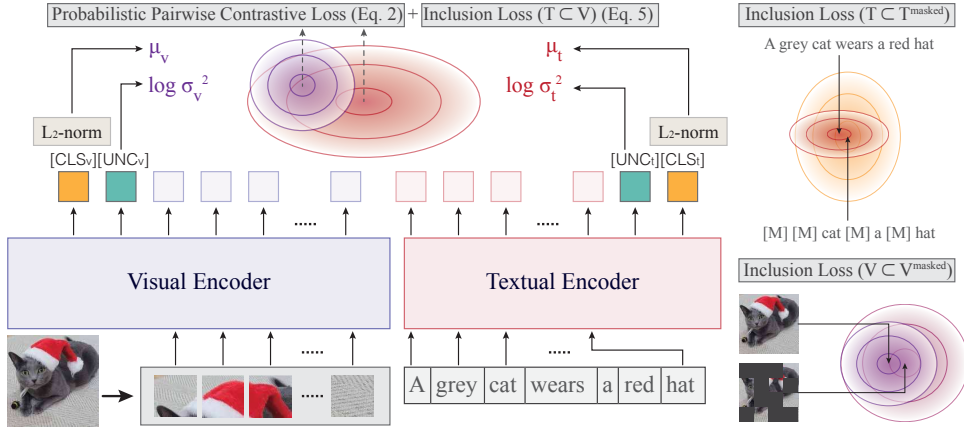 Probabilistic Pairwise Contrastive Loss (Eq. 2) + Inclusion Loss (T ⊂ V) (Eq. 5)
μv
log σv²
μt
log σt²
L₂-norm
L₂-norm
[CLSv][UNCv]
[UNCt][CLSt]
.....
.....
Visual Encoder
Textual Encoder
.....
.....
.....
A grey cat wears a red hat
Inclusion Loss (T ⊂ T^masked)
A grey cat wears a red hat
[M] [M] cat [M] a [M] hat
Inclusion Loss (V ⊂ V^masked)